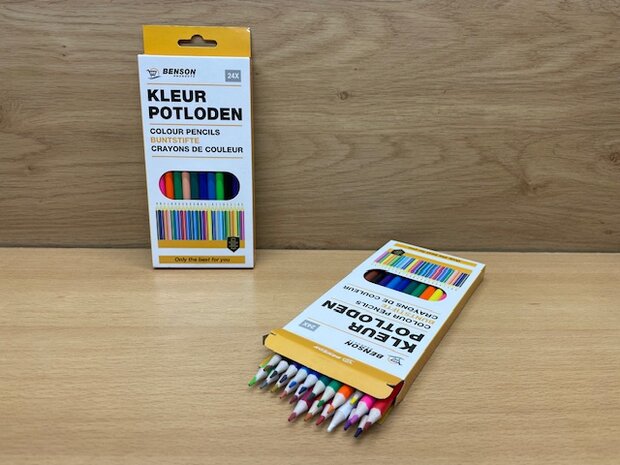 BENSON
PRODUCTS
24X
KLEUR
POTLODEN
COLOUR PENCILS
BUNTSTIFTE
CRAYONS DE COULEUR
Only the best for you
BENSON
24X
KLEUR
POTLODEN
COLOUR PENCILS
BUNTSTIFTE
CRAYONS DE COULEUR